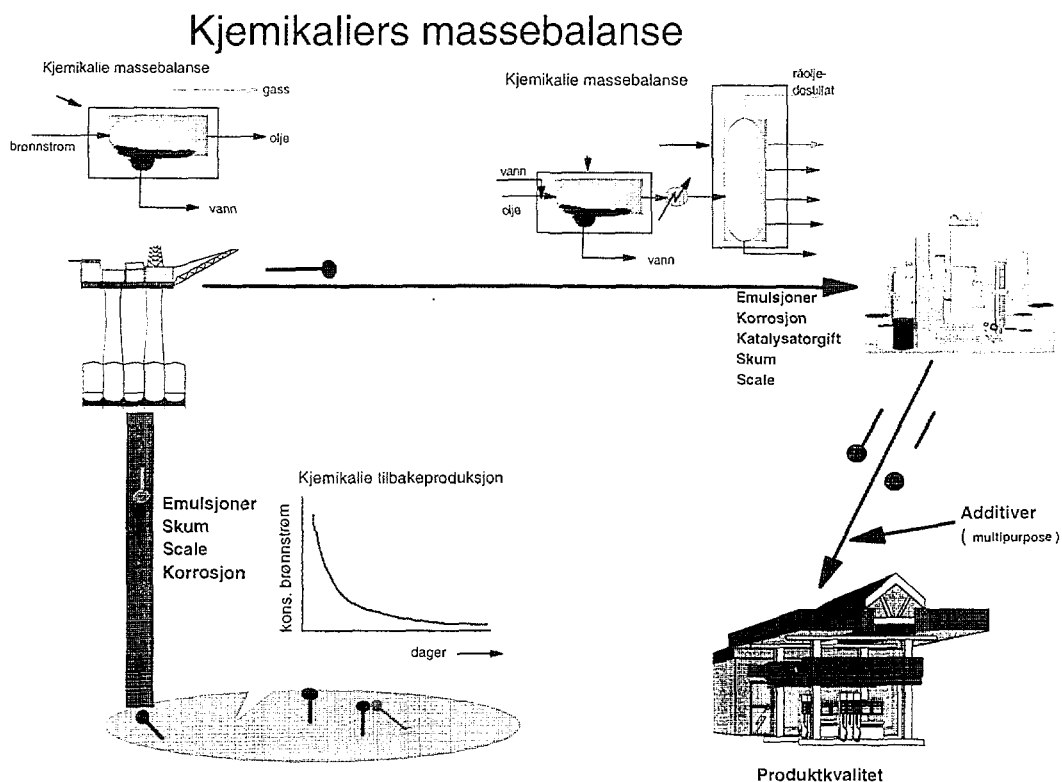 Kjemikaliers massebalanse
Kjemikalie massebalanse
gass
brønnstrøm
olje
vann
Kjemikalie massebalanse
råolje-
destillat
vann
olje
vann
Emulsjoner
Korrosjon
Katalysatorgift
Skum
Scale
Emulsjoner
Skum
Scale
Korrosjon
Kjemikalie tilbakeproduksjon
kons. brønnstrøm
dager
Additiver
( multipurpose )
Produktkvalitet